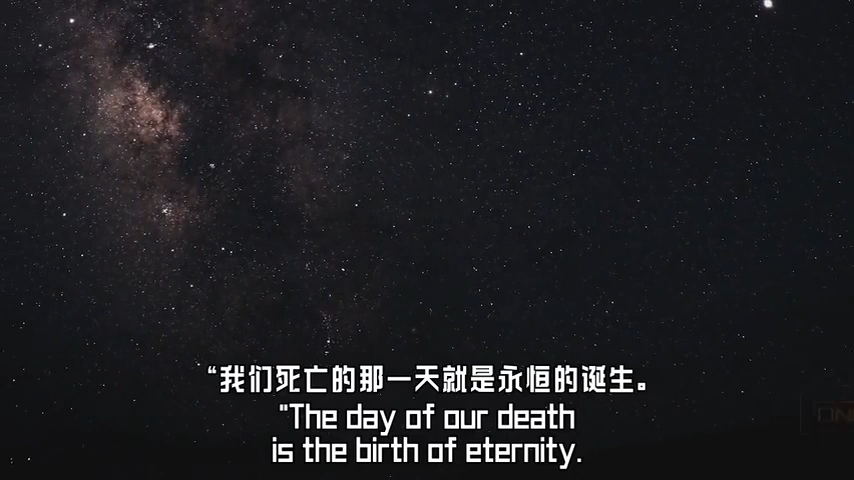 “我们死亡的那一天就是永恒的诞生。
"The day of our death
is the birth of eternity.